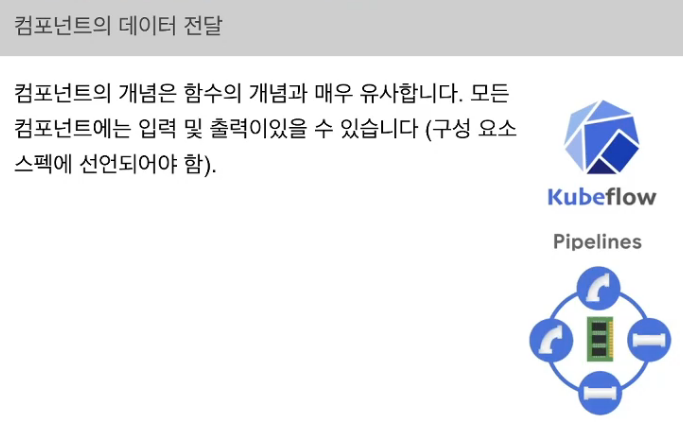 컴포넌트의 데이터 전달
컴포넌트의 개념은 함수의 개념과 매우 유사합니다. 모든
컴포넌트에는 입력 및 출력이있을 수 있습니다 (구성 요소
스펙에 선언되어야 함).
Kubeflow
Pipelines